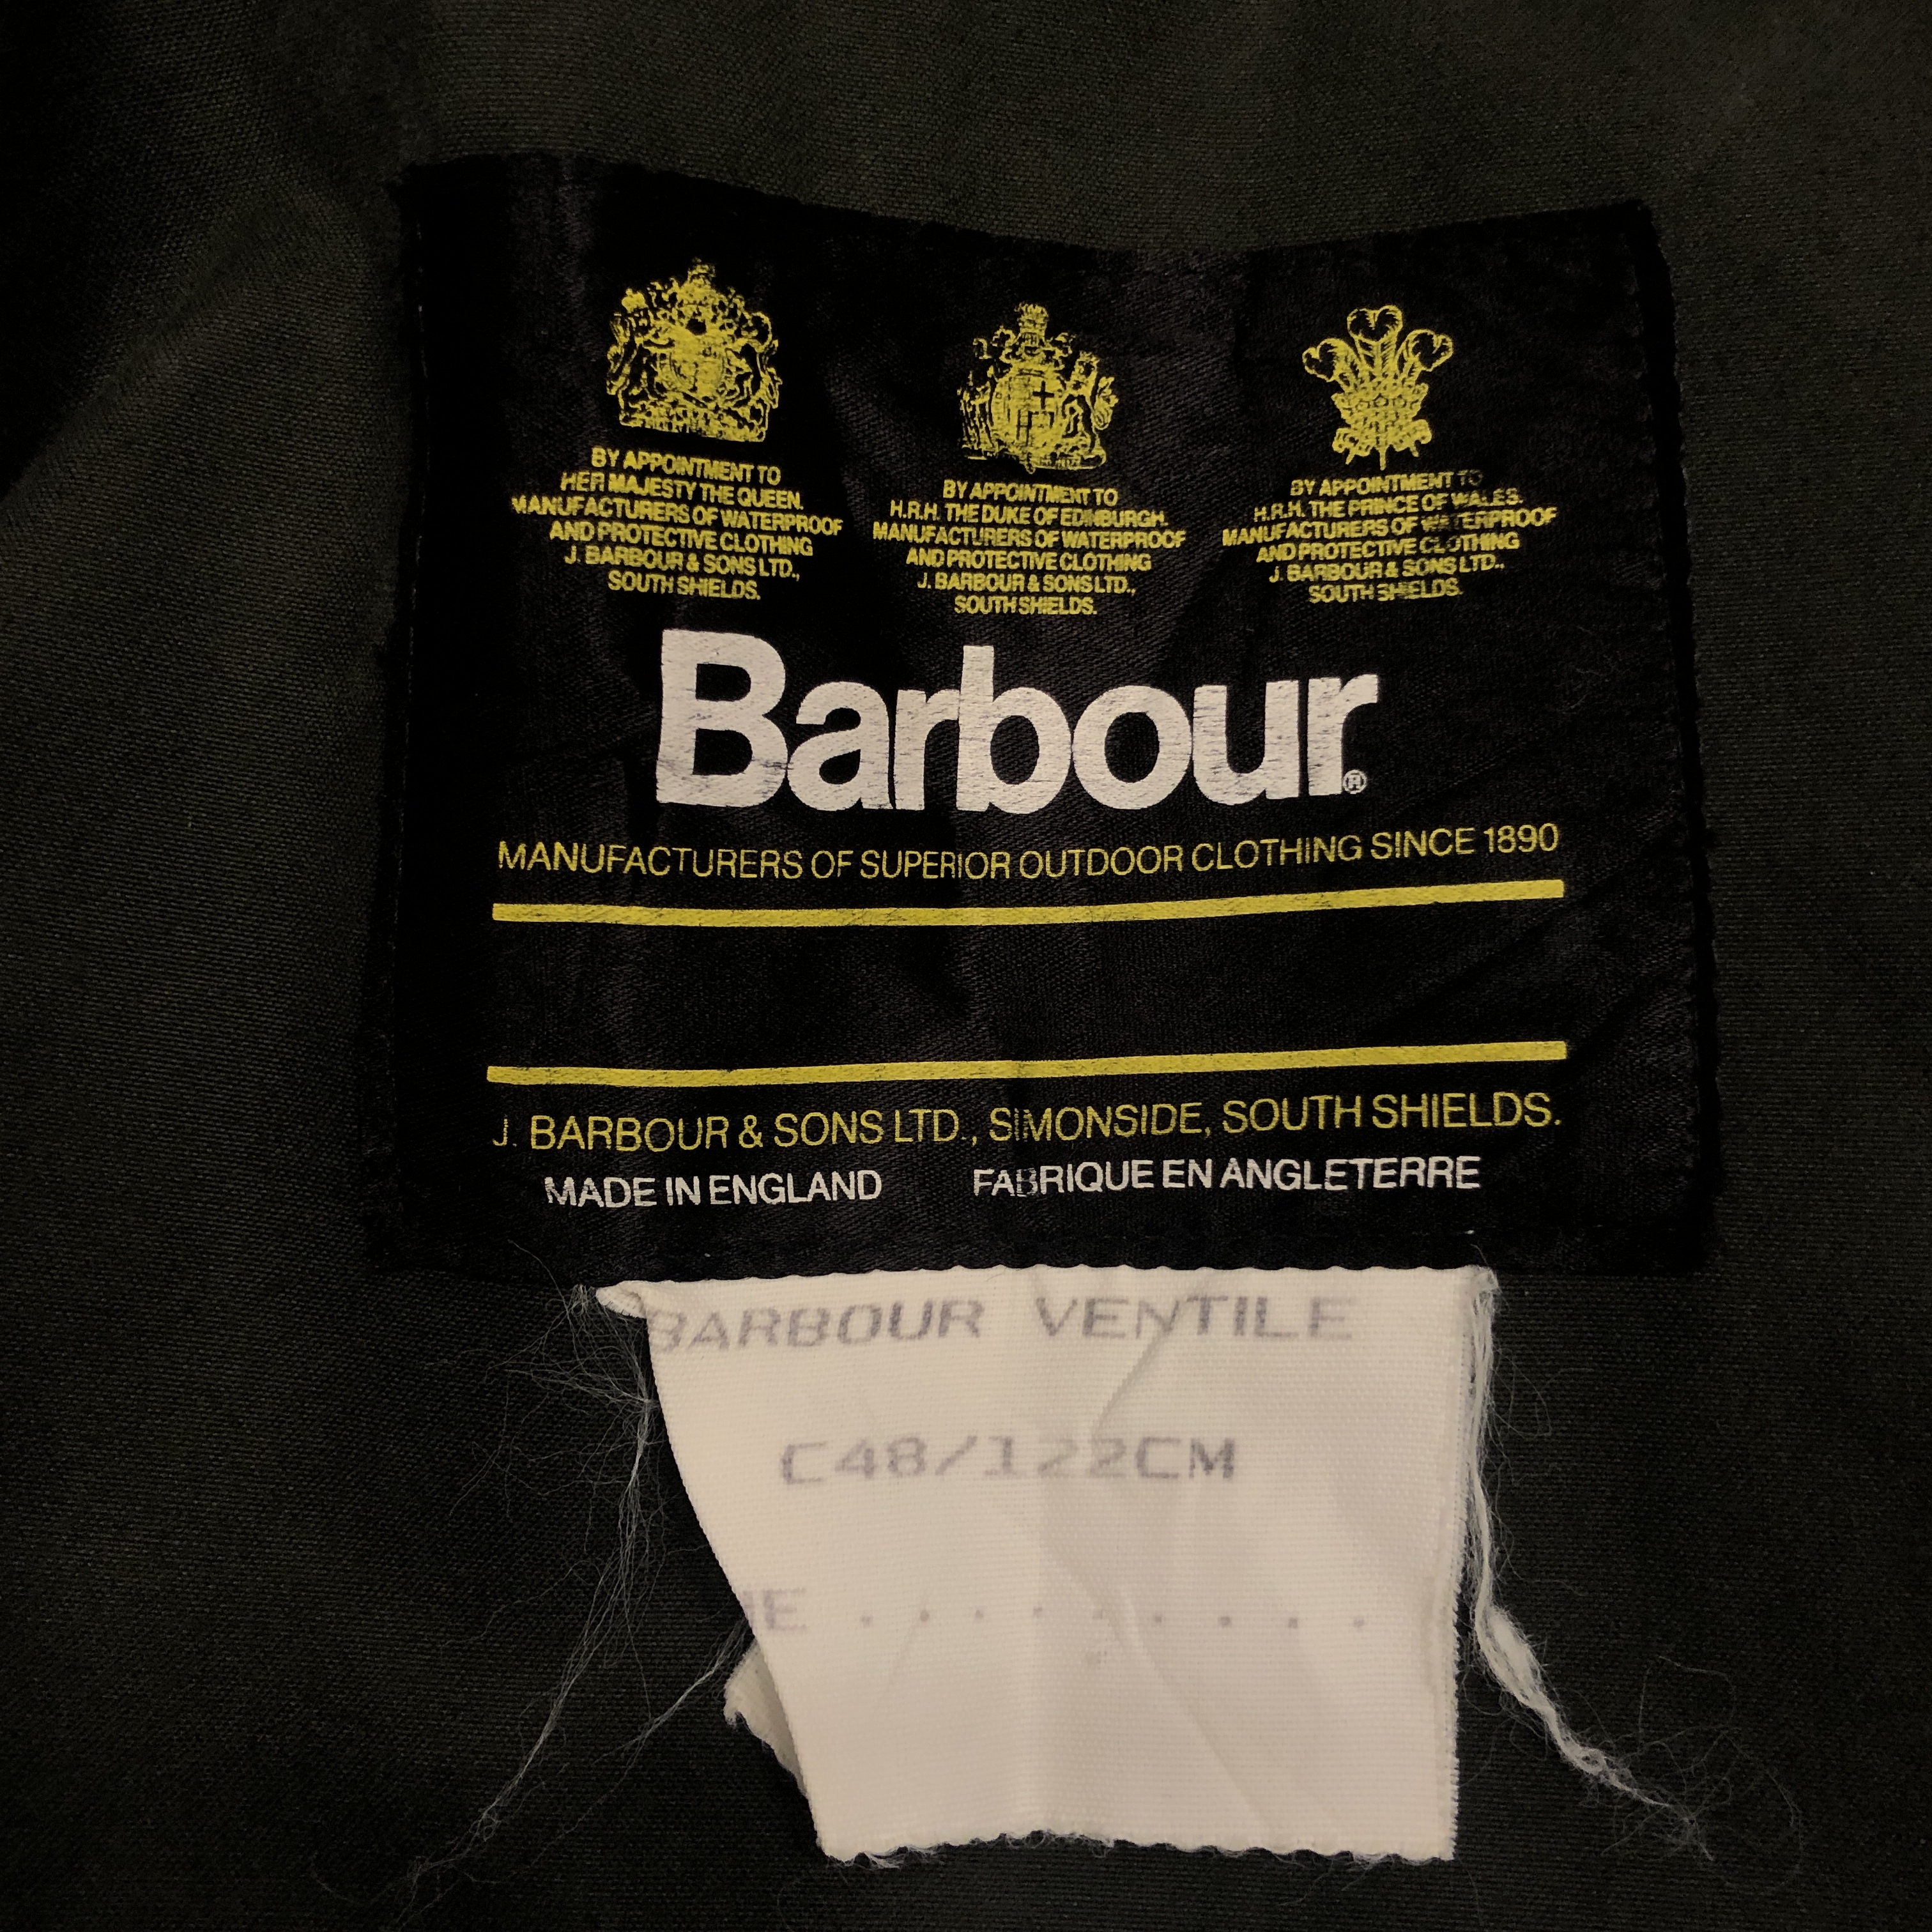 BY APPOINTMENT TO
HER MAJESTY THE QUEEN.
MANUFACTURERS OF WATERPROOF
AND PROTECTIVE CLOTHING
J. BARBOUR & SONS LTD.,
SOUTH SHIELDS.
BY APPOINTMENT TO
H.R.H. THE DUKE OF EDINBURGH.
MANUFACTURERS OF WATERPROOF
AND PROTECTIVE CLOTHING
J. BARBOUR & SONS LTD.,
SOUTH SHIELDS.
BY APPOINTMENT TO
H.R.H. THE PRINCE OF WALES.
MANUFACTURERS OF WATERPROOF
AND PROTECTIVE CLOTHING
J. BARBOUR & SONS LTD.,
SOUTH SHIELDS.
Barbour®
MANUFACTURERS OF SUPERIOR OUTDOOR CLOTHING SINCE 1890
J. BARBOUR & SONS LTD., SIMONSIDE, SOUTH SHIELDS.
MADE IN ENGLAND FABRIQUE EN ANGLETERRE
BARBOUR VENTILE
C48/122CM